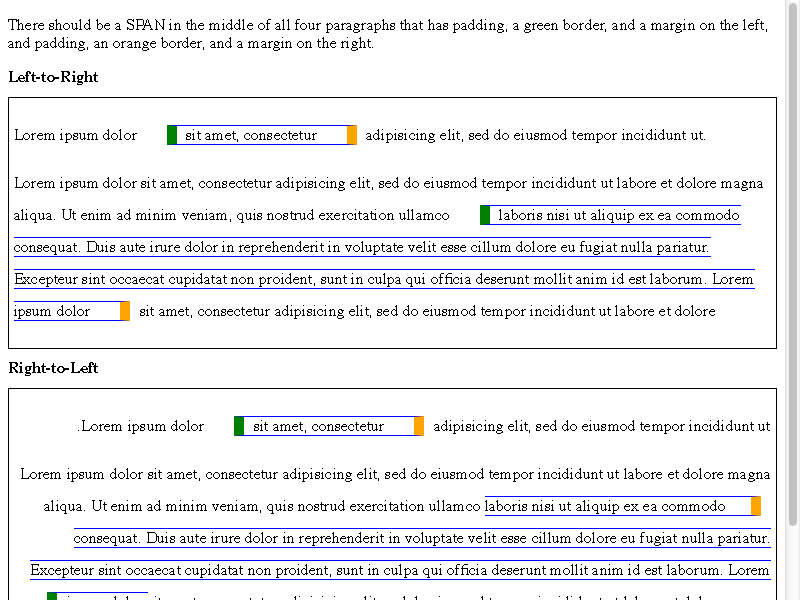 There should be a SPAN in the middle of all four paragraphs that has padding, a green border, and a margin on the left,
and padding, an orange border, and a margin on the right.
Left-to-Right
Lorem ipsum dolor sit amet, consectetur adipisicing elit, sed do eiusmod tempor incididunt ut.
Lorem ipsum dolor sit amet, consectetur adipisicing elit, sed do eiusmod tempor incididunt ut labore et dolore magna
aliqua. Ut enim ad minim veniam, quis nostrud exercitation ullamco laboris nisi ut aliquip ex ea commodo
consequat. Duis aute irure dolor in reprehenderit in voluptate velit esse cillum dolore eu fugiat nulla pariatur.
Excepteur sint occaecat cupidatat non proident, sunt in culpa qui officia deserunt mollit anim id est laborum. Lorem
ipsum dolor sit amet, consectetur adipisicing elit, sed do eiusmod tempor incididunt ut labore et dolore
Right-to-Left
.Lorem ipsum dolor sit amet, consectetur adipisicing elit, sed do eiusmod tempor incididunt ut
Lorem ipsum dolor sit amet, consectetur adipisicing elit, sed do eiusmod tempor incididunt ut labore et dolore magna
aliqua. Ut enim ad minim veniam, quis nostrud exercitation ullamco laboris nisi ut aliquip ex ea commodo
consequat. Duis aute irure dolor in reprehenderit in voluptate velit esse cillum dolore eu fugiat nulla pariatur.
Excepteur sint occaecat cupidatat non proident, sunt in culpa qui officia deserunt mollit anim id est laborum. Lorem